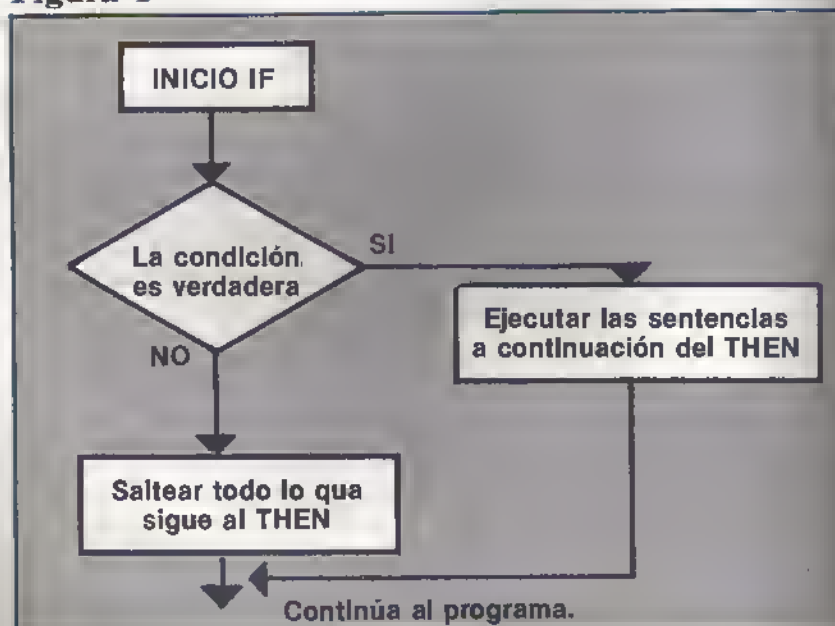 INICIO IF
La condición
es verdadera
SI
NO
Ejecutar las sentencias
a continuación del THEN
Saltear todo lo qua
sigue al THEN
Continúa al programa.